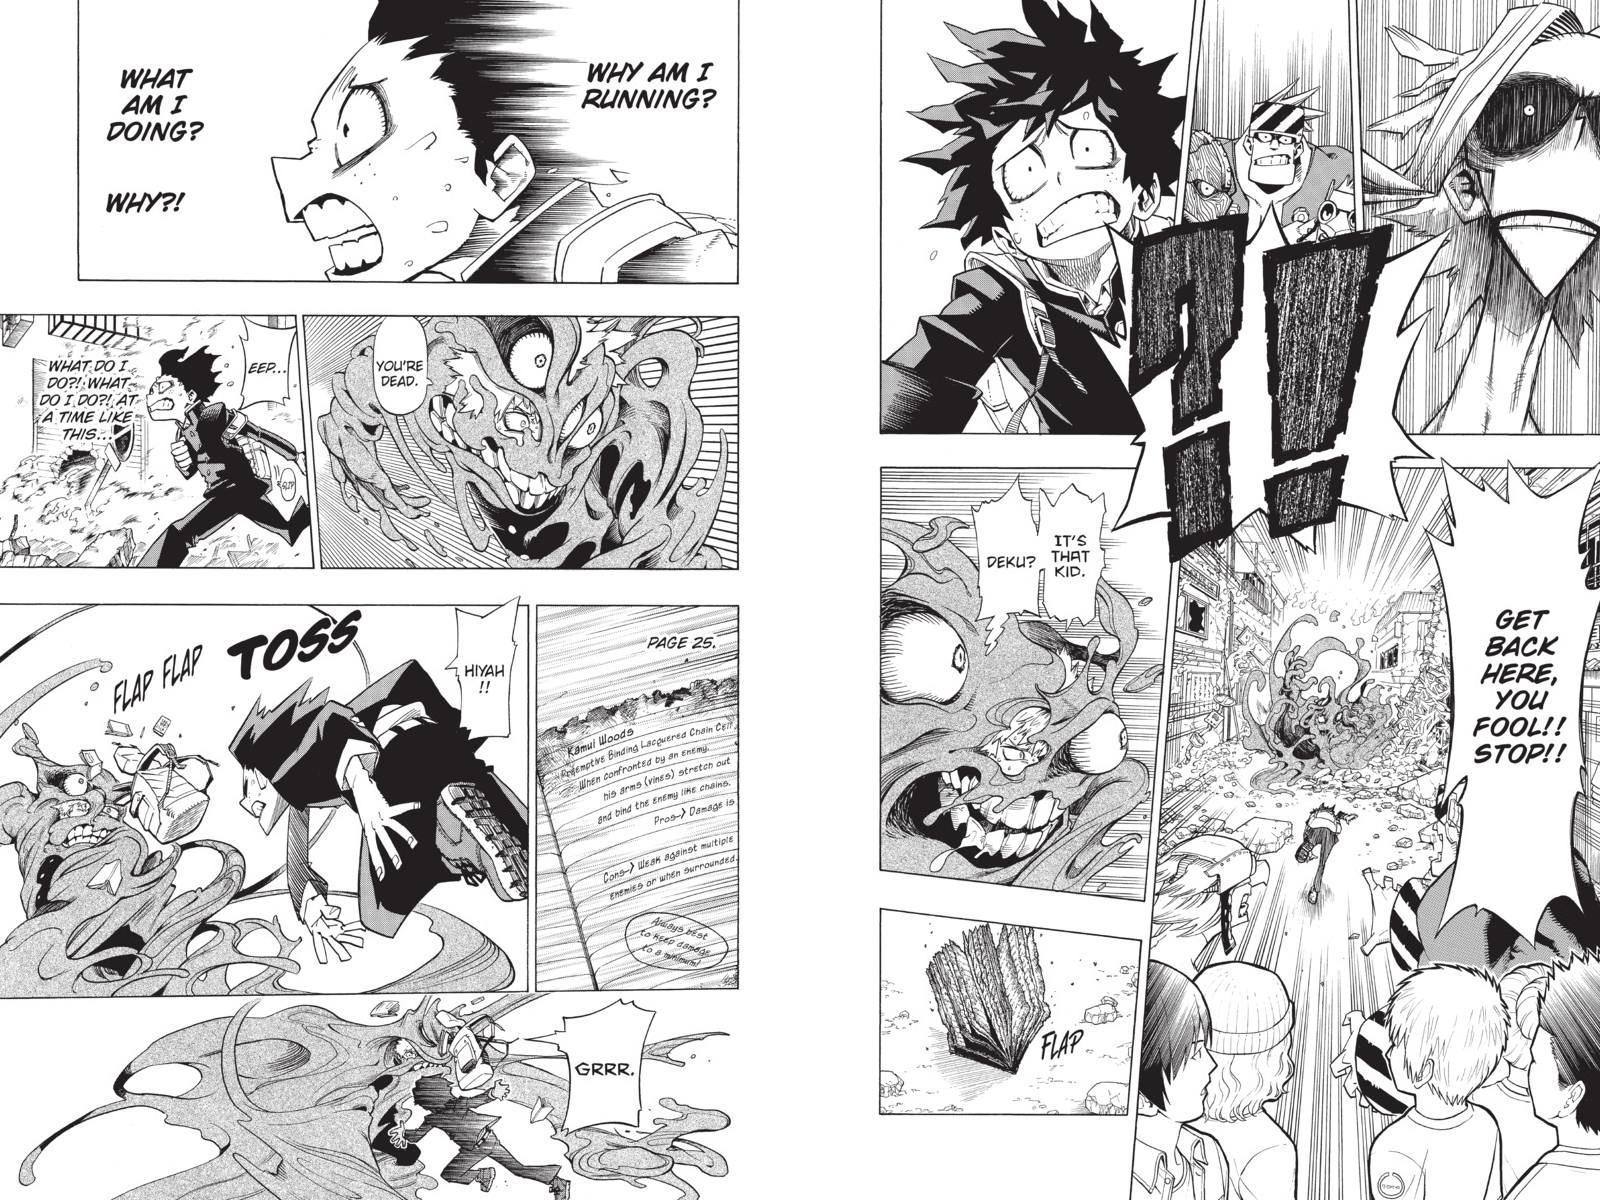 ?!
GET
BACK
HERE,
YOU
FOOL!!
STOP!!
IT'S
THAT
KID.
DEKU?
FLAP
WHY AM I
RUNNING?
WHAT
AM I
DOING?
WHY?!
YOU'RE
DEAD.
EEP...
WHAT DO I
DO?! WHAT
DO I DO?! AT
A TIME LIKE
THIS...
SLIP
PAGE 25.
Kamui Woods
Redemptive Binding Lacquered Chain Cell
When confronted by an enemy,
his arms (vines) stretch out
and bind the enemy like chains.
Pros-> Damage is
Cons-> Weak against multiple
enemies or when surrounded.
Always best
to keep damage
to a minimum!
HIYAH
!!
TOSS
FLAP FLAP
GRRR.